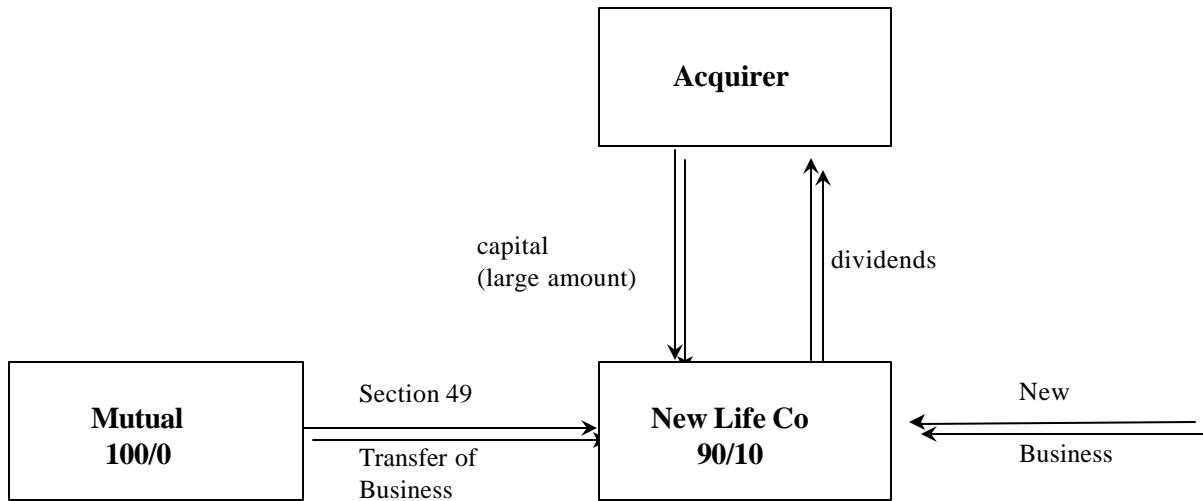 Acquirer
capital
(large amount)
dividends
Mutual
100/0
Section 49
Transfer of
Business
New Life Co
90/10
New
Business